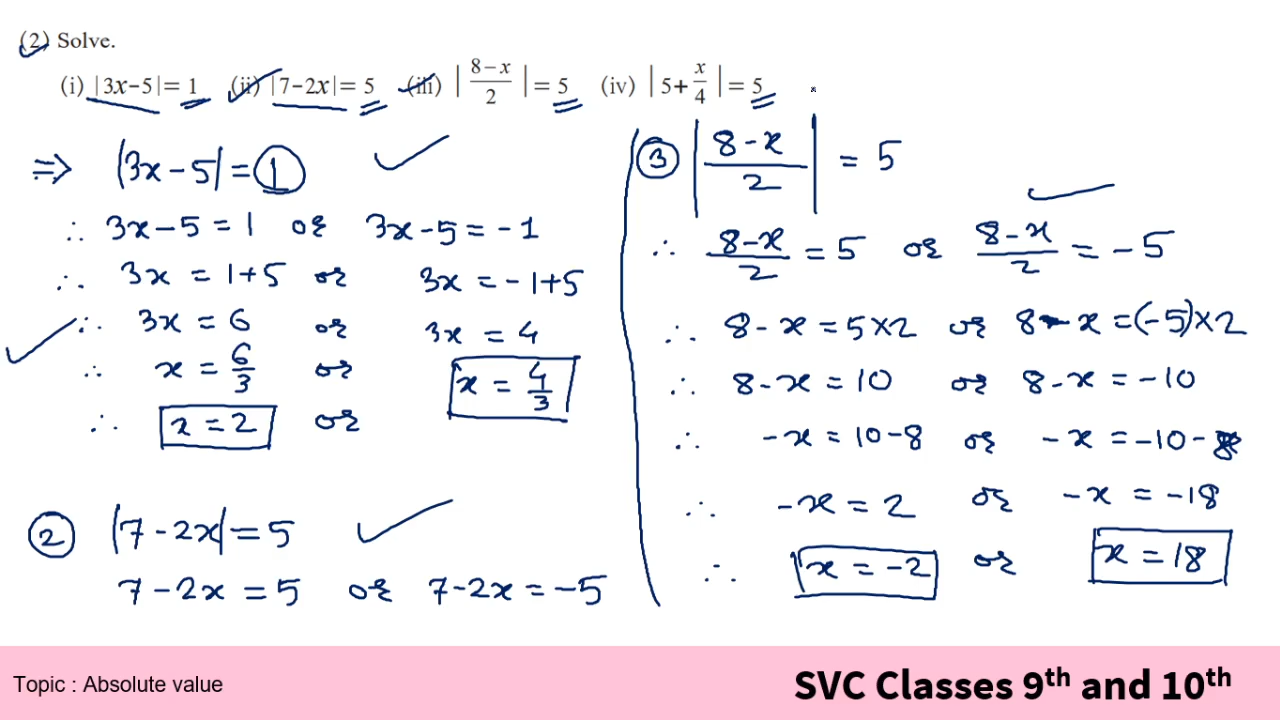 (2) Solve.
(i) |3x−5|= 1 (ii) |7−2x|= 5 (iii) |(8−x)/2| = 5 (iv) |5+x/4| = 5
⇒ |3x−5| = 1
∴ 3x−5 = 1 or 3x−5 = −1
∴ 3x = 1+5 or 3x = −1+5
∴ 3x = 6 or 3x = 4
∴ x = 6/3 or x = 4/3
∴ x = 2 or
② |7−2x| = 5
7−2x = 5 or 7−2x = −5
③ |(8−x)/2| = 5
∴ (8−x)/2 = 5 or (8−x)/2 = −5
∴ 8−x = 5×2 or 8−x = (−5)×2
∴ 8−x = 10 or 8−x = −10
∴ −x = 10−8 or −x = −10−8
∴ −x = 2 or −x = −18
∴ x = −2 or x = 18
Topic : Absolute value
SVC Classes 9th and 10th